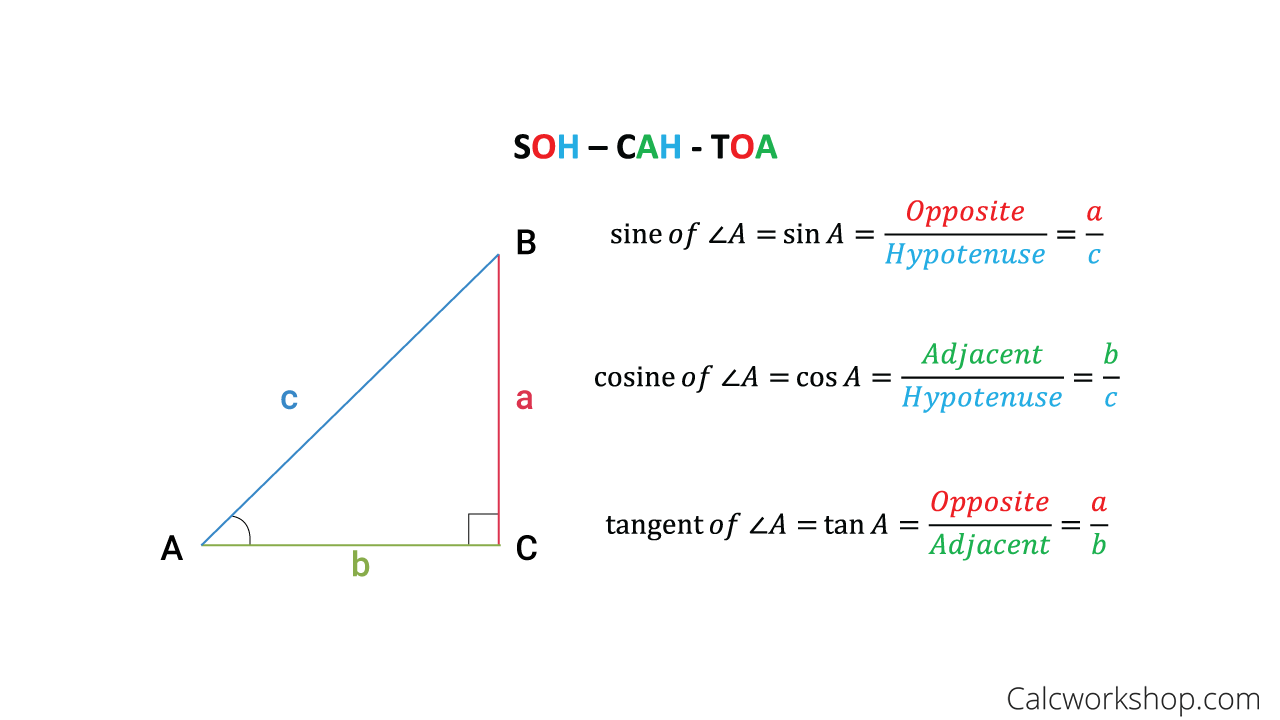 SOH – CAH - TOA
sine of ∠A = sin A = Opposite / Hypotenuse = a / c
B
cosine of ∠A = cos A = Adjacent / Hypotenuse = b / c
c
a
tangent of ∠A = tan A = Opposite / Adjacent = a / b
A
C
b
Calcworkshop.com